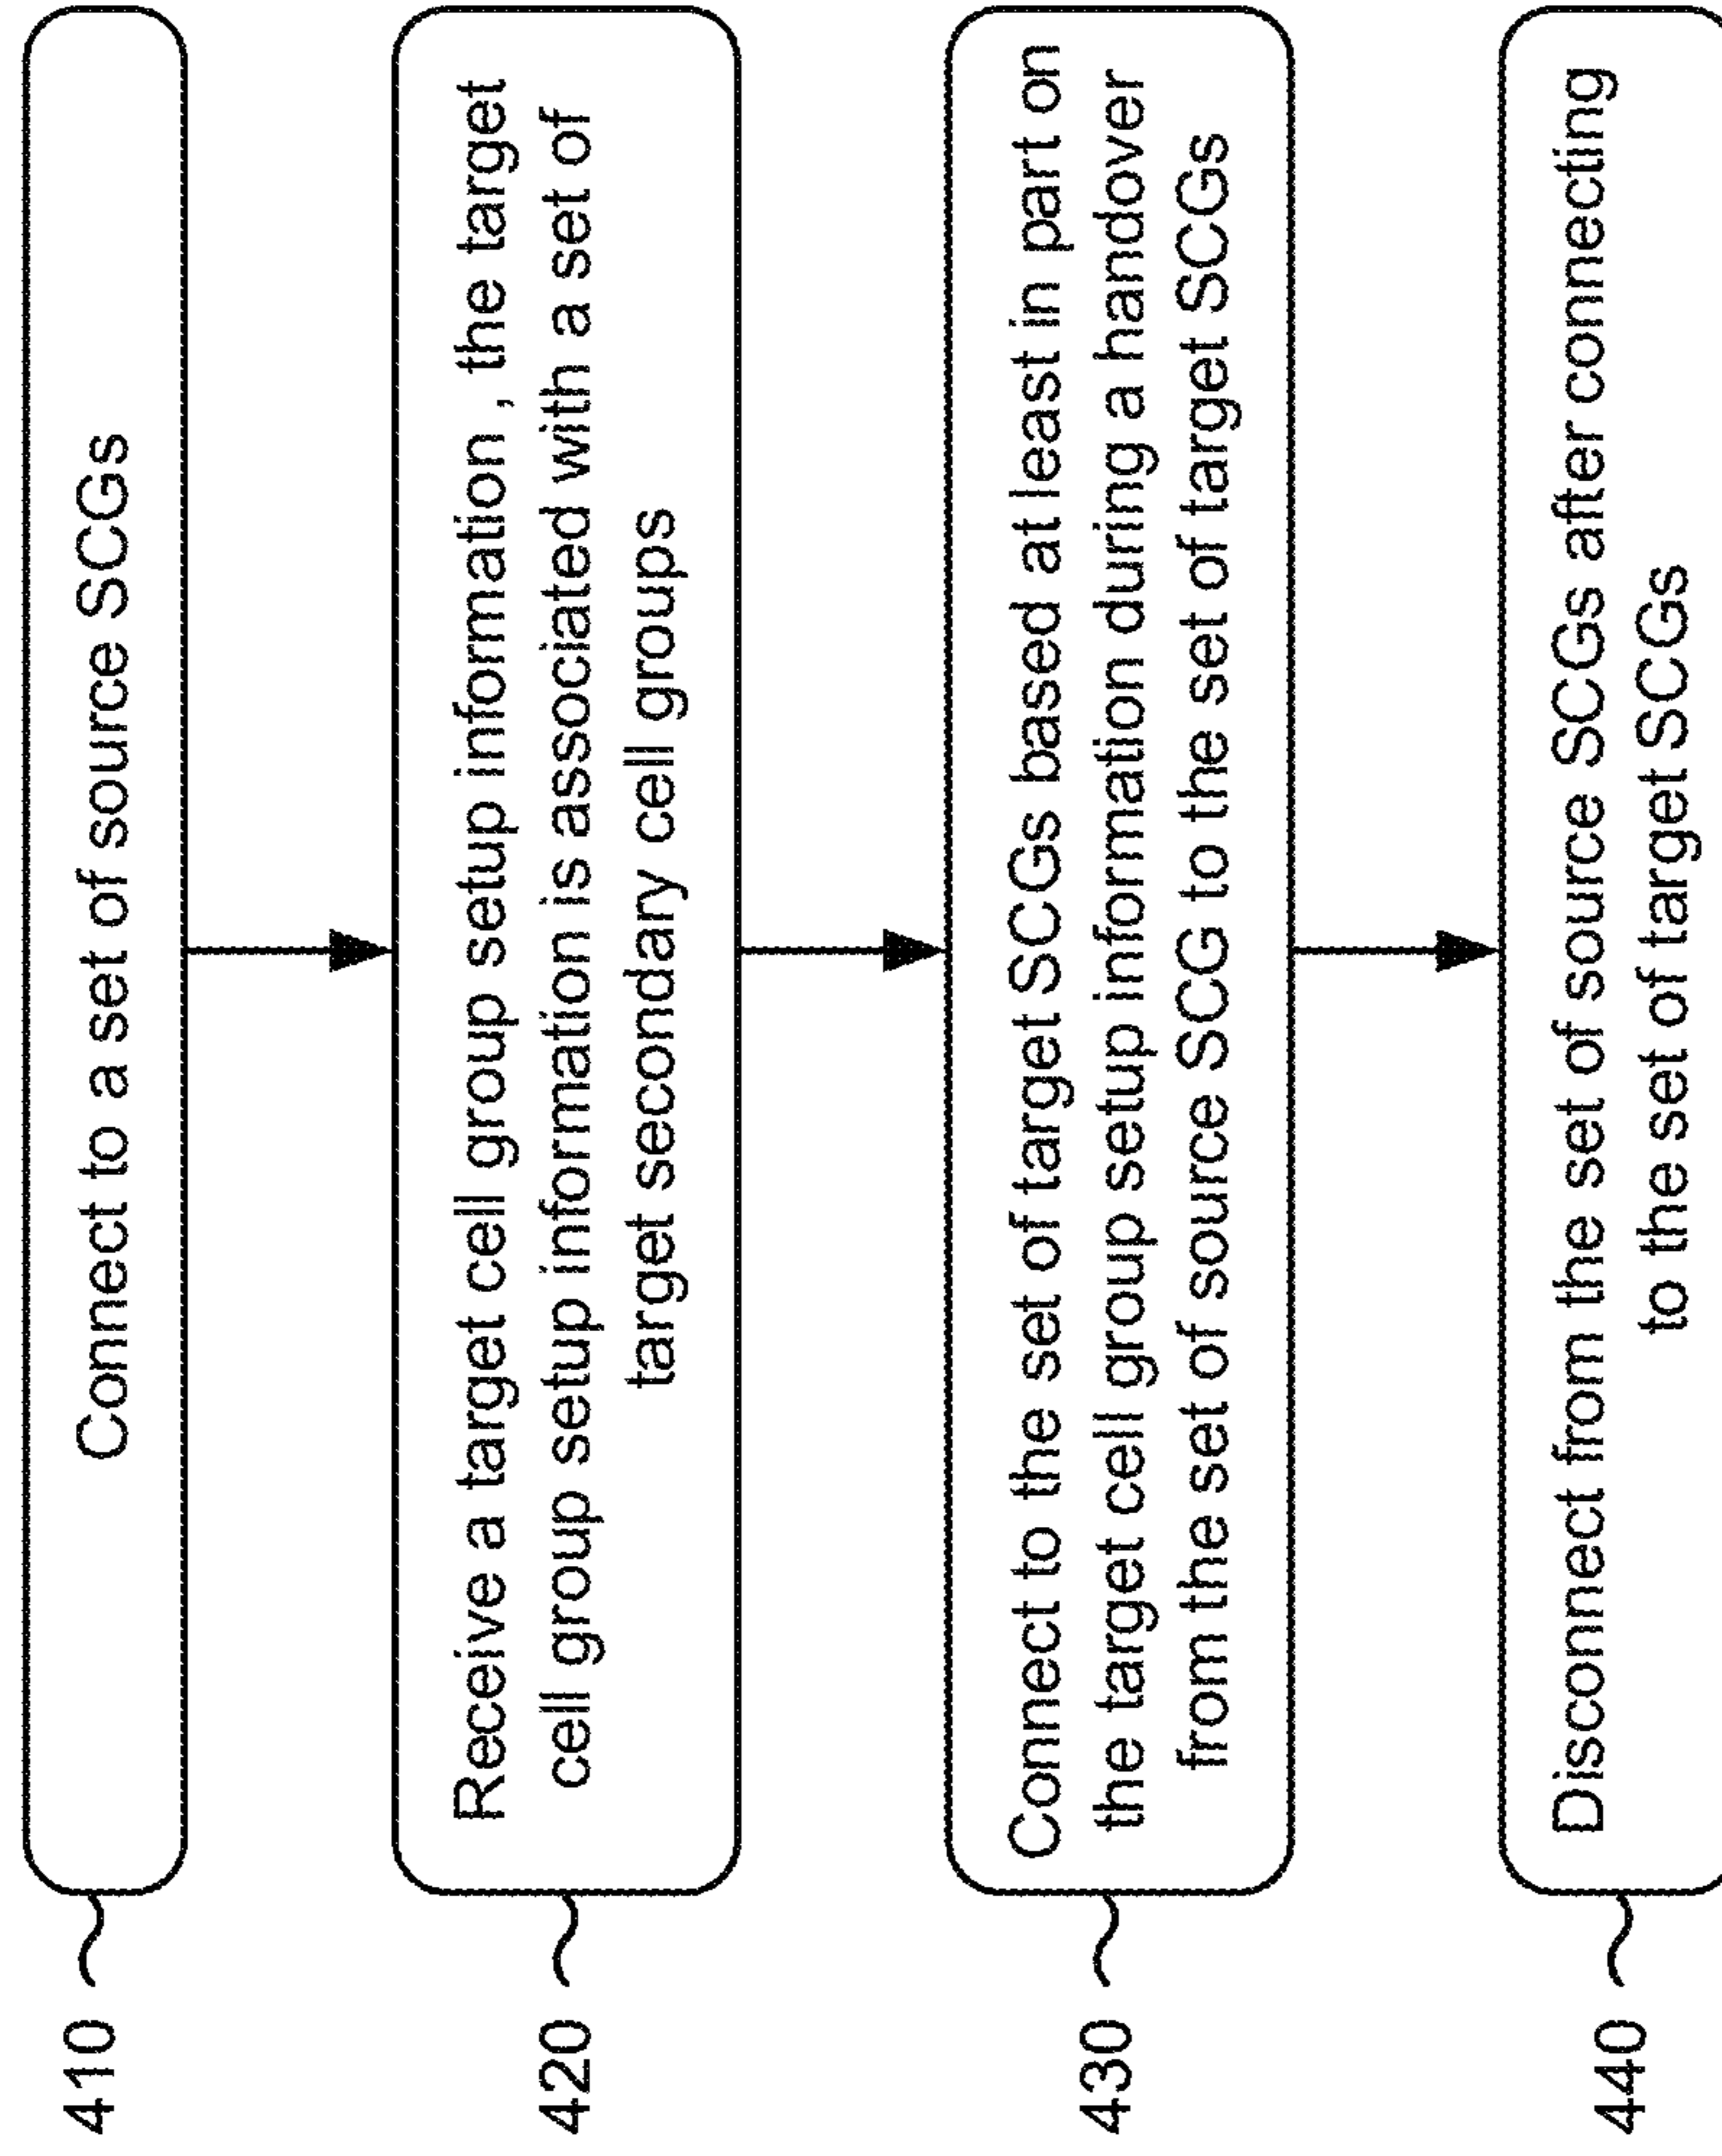 410
Connect to a set of source SCGs
420
Receive a target cell group setup information , the target
cell group setup information is associated with a set of
target secondary cell groups
430
Connect to the set of target SCGs based at least in part on
the target cell group setup information during a handover
from the set of source SCG to the set of target SCGs
440
Disconnect from the set of source SCGs after connecting
to the set of target SCGs